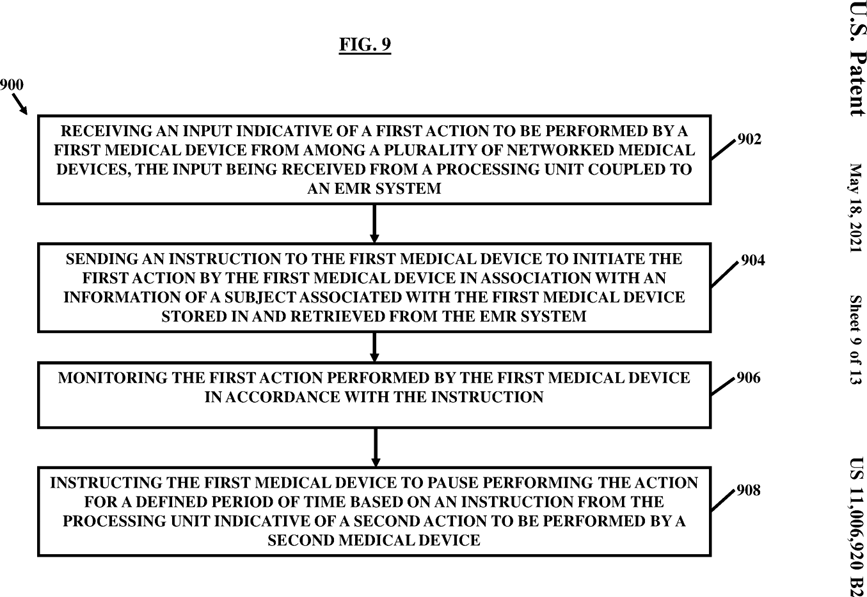 U.S. Patent
May 18, 2021
Sheet 9 of 13
US 11,006,920 B2
FIG. 9
900
RECEIVING AN INPUT INDICATIVE OF A FIRST ACTION TO BE PERFORMED BY A
FIRST MEDICAL DEVICE FROM AMONG A PLURALITY OF NETWORKED MEDICAL
DEVICES, THE INPUT BEING RECEIVED FROM A PROCESSING UNIT COUPLED TO
AN EMR SYSTEM
902
SENDING AN INSTRUCTION TO THE FIRST MEDICAL DEVICE TO INITIATE THE
FIRST ACTION BY THE FIRST MEDICAL DEVICE IN ASSOCIATION WITH AN
INFORMATION OF A SUBJECT ASSOCIATED WITH THE FIRST MEDICAL DEVICE
STORED IN AND RETRIEVED FROM THE EMR SYSTEM
904
MONITORING THE FIRST ACTION PERFORMED BY THE FIRST MEDICAL DEVICE
IN ACCORDANCE WITH THE INSTRUCTION
906
INSTRUCTING THE FIRST MEDICAL DEVICE TO PAUSE PERFORMING THE ACTION
FOR A DEFINED PERIOD OF TIME BASED ON AN INSTRUCTION FROM THE
PROCESSING UNIT INDICATIVE OF A SECOND ACTION TO BE PERFORMED BY A
SECOND MEDICAL DEVICE
908